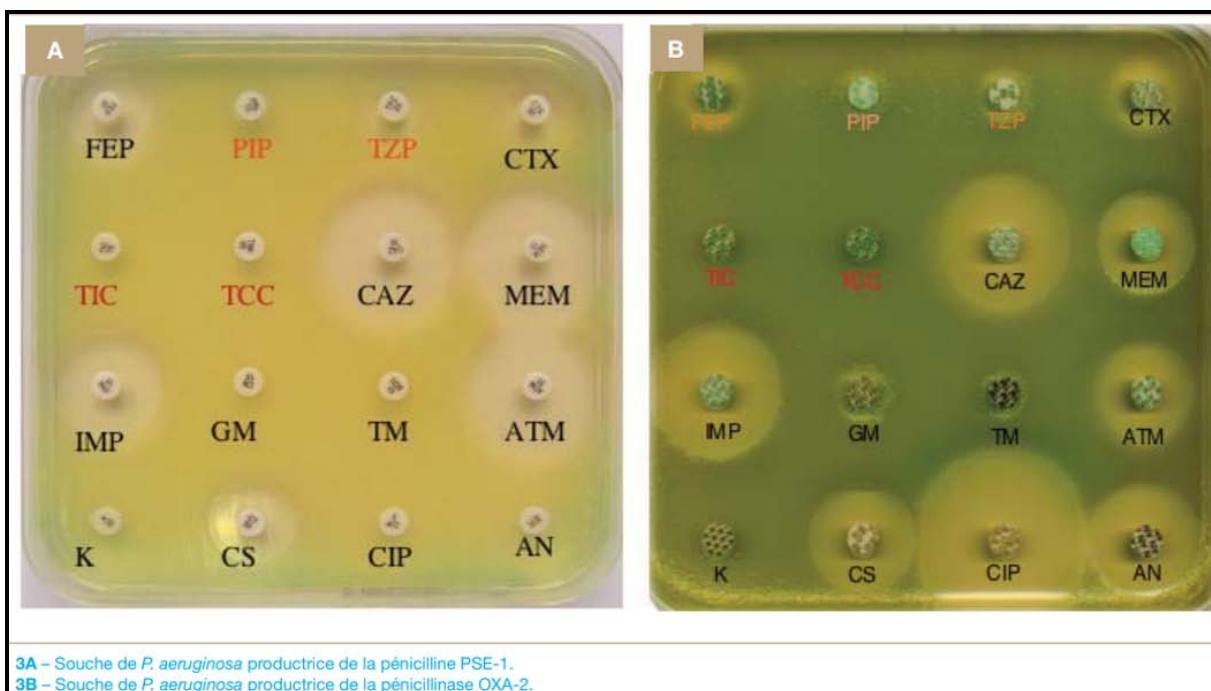 A
B
FEP PIP TZP CTX
FEP PIP TZP CTX
TIC TCC CAZ MEM
TIC TCC CAZ MEM
IMP GM TM ATM
IMP GM TM ATM
K CS CIP AN
K CS CIP AN
3A – Souche de P. aeruginosa productrice de la pénicilline PSE-1.
3B – Souche de P. aeruginosa productrice de la pénicillinase OXA-2.